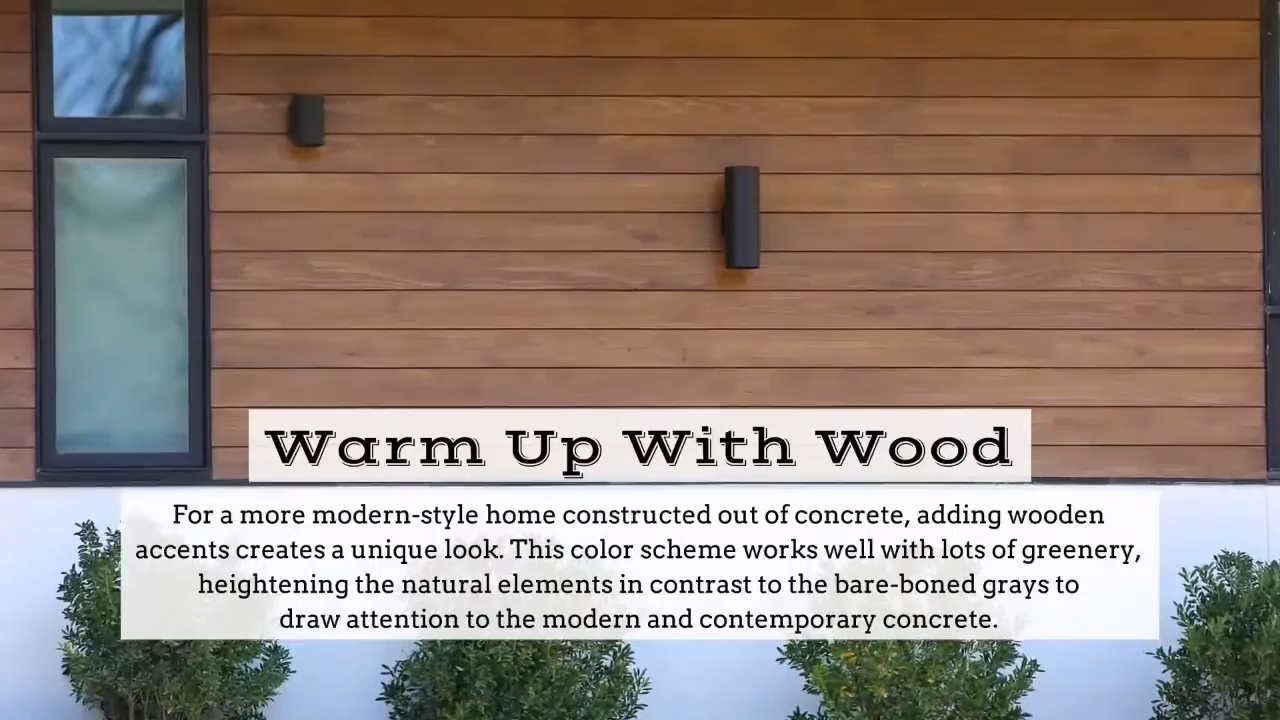 Warm Up With Wood
For a more modern-style home constructed out of concrete, adding wooden
accents creates a unique look. This color scheme works well with lots of greenery,
heightening the natural elements in contrast to the bare-boned grays to
draw attention to the modern and contemporary concrete.